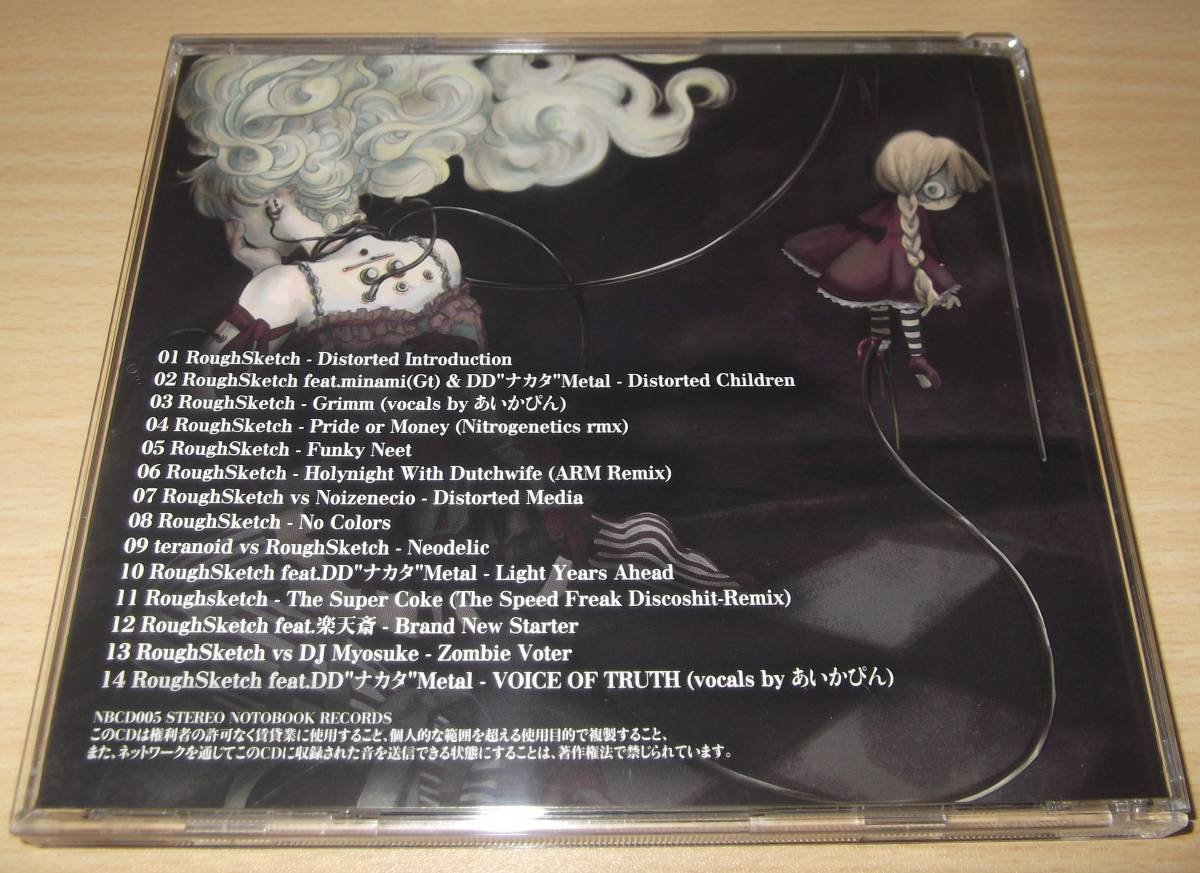 01 RoughSketch - Distorted Introduction
02 RoughSketch feat.minami(Gt) & DD"ナカタ"Metal - Distorted Children
03 RoughSketch - Grimm (vocals by あいかぴん)
04 RoughSketch - Pride or Money (Nitrogenetics rmx)
05 RoughSketch - Funky Neet
06 RoughSketch - Holynight With Dutchwife (ARM Remix)
07 RoughSketch vs Noizenecio - Distorted Media
08 RoughSketch - No Colors
09 teranoid vs RoughSketch - Neodelic
10 RoughSketch feat.DD"ナカタ"Metal - Light Years Ahead
11 Roughsketch - The Super Coke (The Speed Freak Discoshit-Remix)
12 RoughSketch feat.楽天斎 - Brand New Starter
13 RoughSketch vs DJ Myosuke - Zombie Voter
14 RoughSketch feat.DD"ナカタ"Metal - VOICE OF TRUTH (vocals by あいかぴん)
NBCD005 STEREO NOTOBOOK RECORDS
このCDは権利者の許可なく賃貸業に使用すること、個人的な範囲を超える使用目的で複製すること、
また、ネットワークを通じてこのCDに収録された音を送信できる状態にすることは、著作権法で禁じられています。